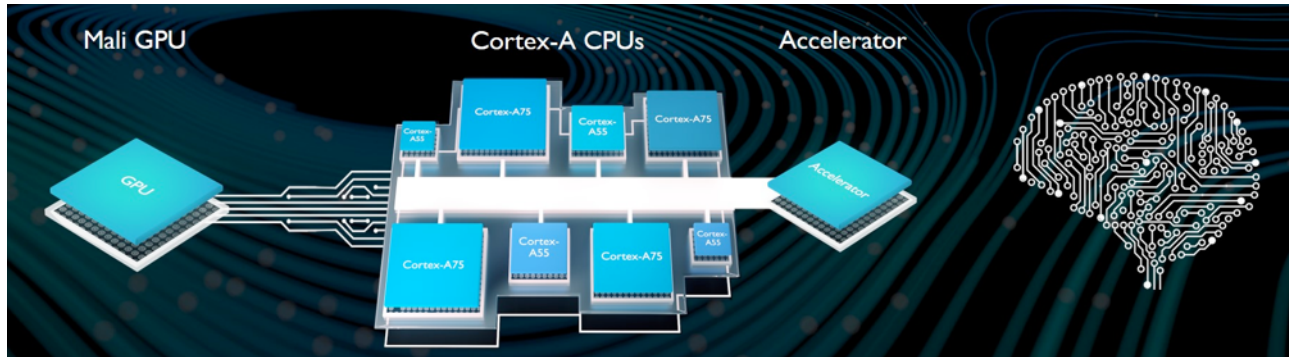 Mali GPU
Cortex-A CPUs
Accelerator
GPU
Cortex-
A55
Cortex-A75
Cortex-
A55
Cortex-A75
Accelerator
Cortex-A75
Cortex-
A55
Cortex-A75
Cortex-
A55